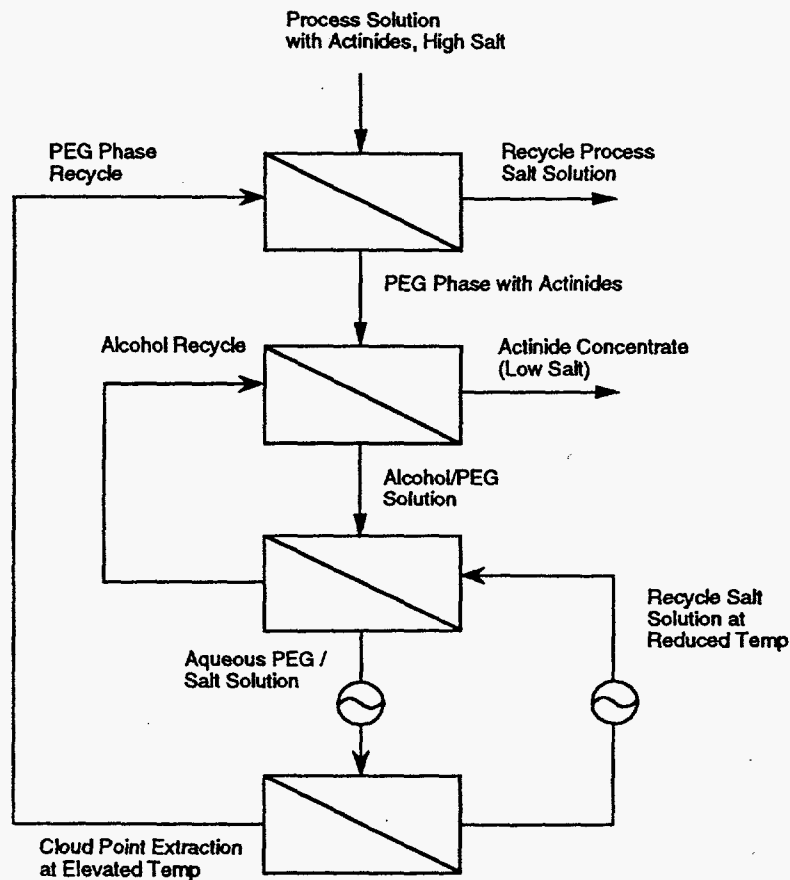 Process Solution
with Actinides, High Salt
PEG Phase
Recycle
Recycle Process
Salt Solution
PEG Phase with Actinides
Alcohol Recycle
Actinide Concentrate
(Low Salt)
Alcohol/PEG
Solution
Recycle Salt
Solution at
Reduced Temp
Aqueous PEG /
Salt Solution
Cloud Point Extraction
at Elevated Temp